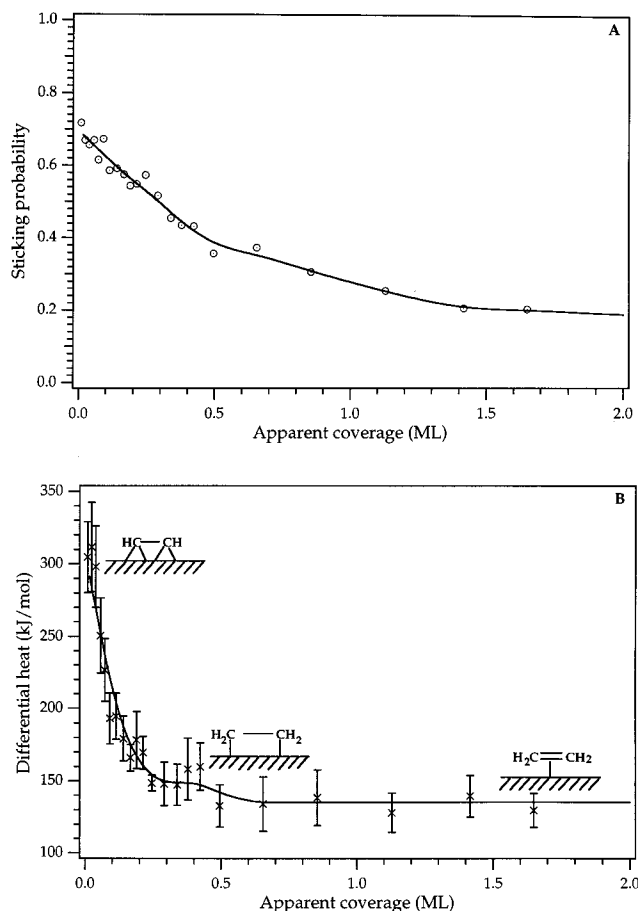 A
1.0
0.8
0.6
0.4
0.2
0.0
Sticking probability
0.0 0.5 1.0 1.5 2.0
Apparent coverage (ML)
B
350
300
250
200
150
100
Differential heat (kJ/mol)
HC CH
H2C CH2
H2C CH2
0.0 0.5 1.0 1.5 2.0
Apparent coverage (ML)